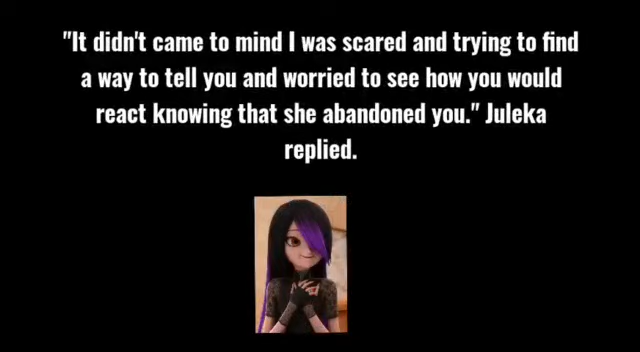 "It didn't came to mind I was scared and trying to find
a way to tell you and worried to see how you would
react knowing that she abandoned you." Juleka
replied.